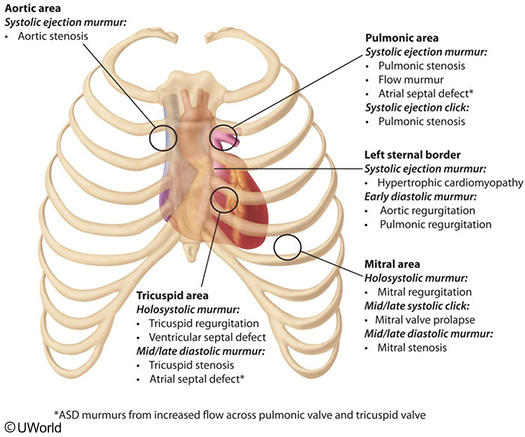 Aortic area
Systolic ejection murmur:
• Aortic stenosis
Pulmonic area
Systolic ejection murmur:
• Pulmonic stenosis
• Flow murmur
• Atrial septal defect*
Systolic ejection click:
• Pulmonic stenosis
Left sternal border
Systolic ejection murmur:
• Hypertrophic cardiomyopathy
Early diastolic murmur:
• Aortic regurgitation
• Pulmonic regurgitation
Mitral area
Holosystolic murmur:
• Mitral regurgitation
Mid/late systolic click:
• Mitral valve prolapse
Mid/late diastolic murmur:
• Mitral stenosis
Tricuspid area
Holosystolic murmur:
• Tricuspid regurgitation
• Ventricular septal defect
Mid/late diastolic murmur:
• Tricuspid stenosis
• Atrial septal defect*
*ASD murmurs from increased flow across pulmonic valve and tricuspid valve
©UWorld